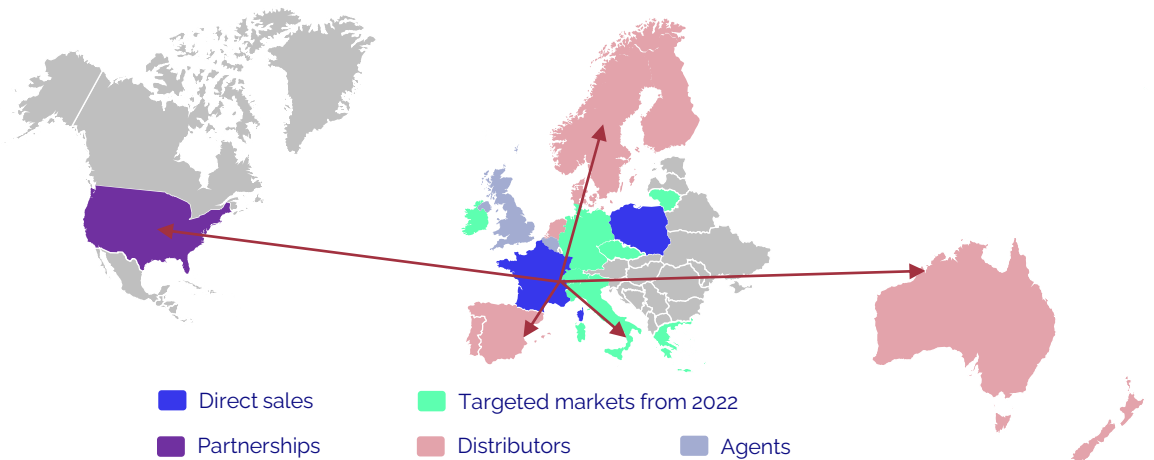 Direct sales
Targeted markets from 2022
Partnerships
Distributors
Agents